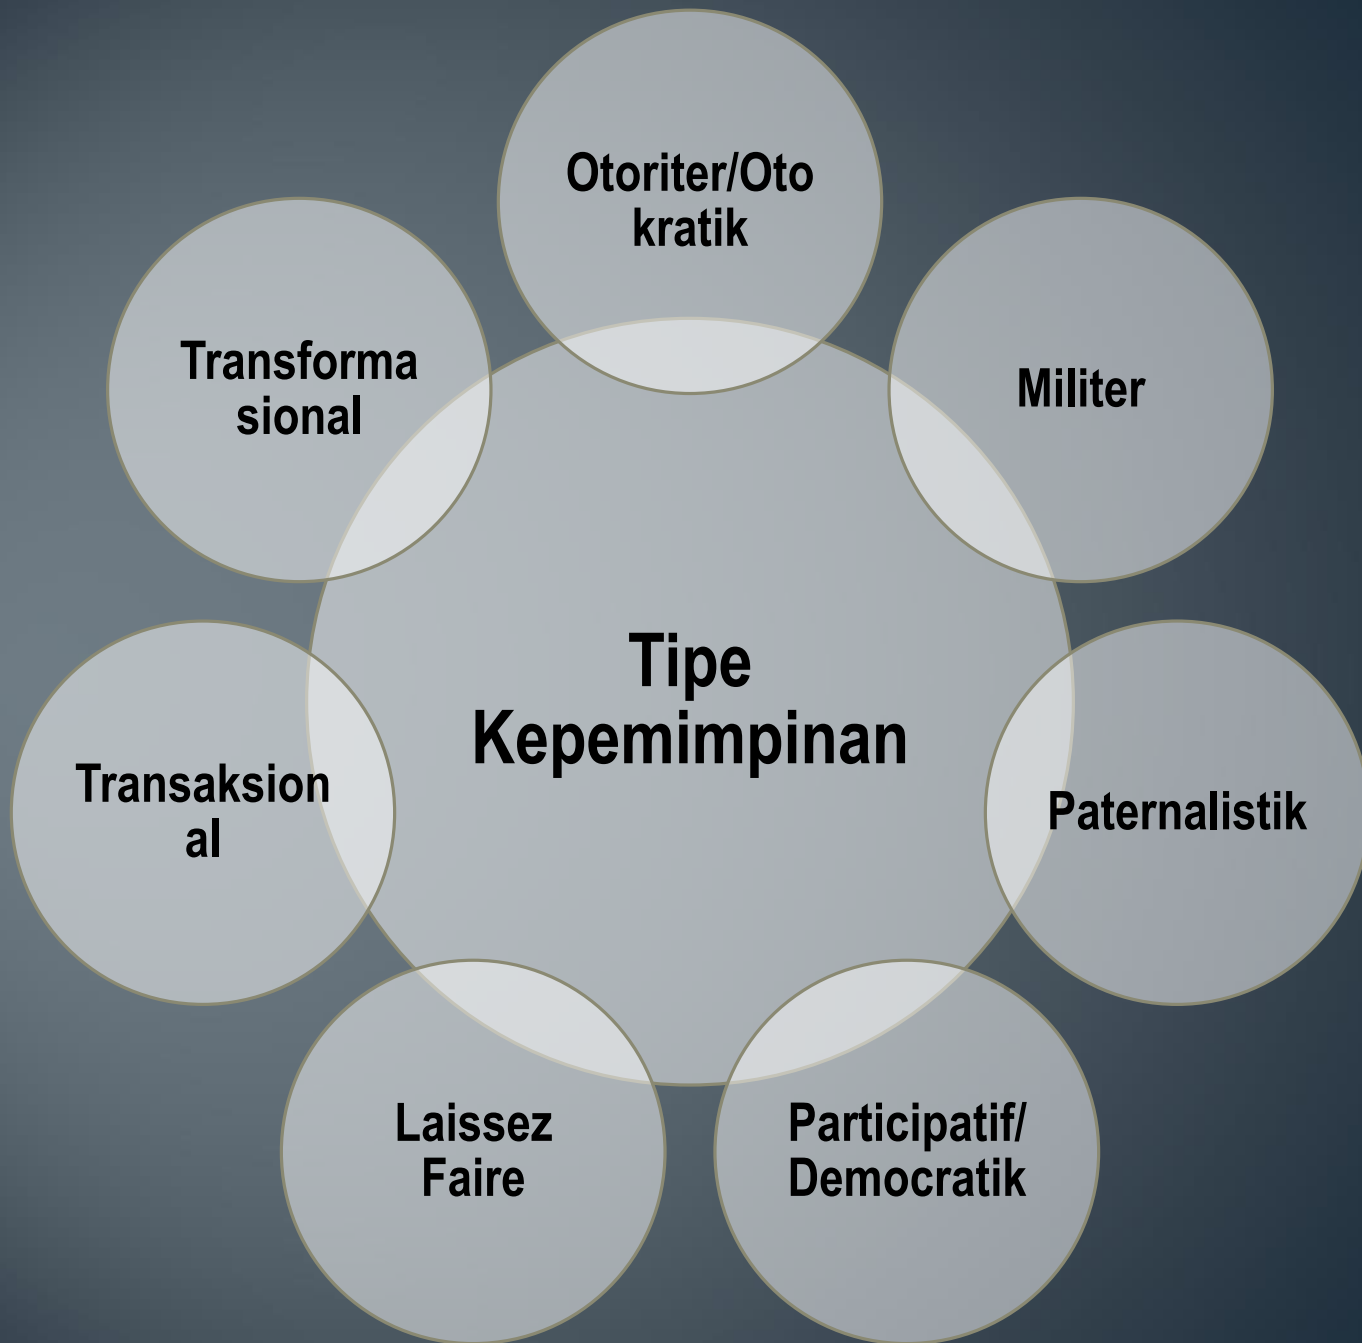 Otoriter/Oto
kratik
Militer
Paternalistik
Participatif/
Democratik
Laissez
Faire
Transaksion
al
Transforma
sional
Tipe
Kepemimpinan